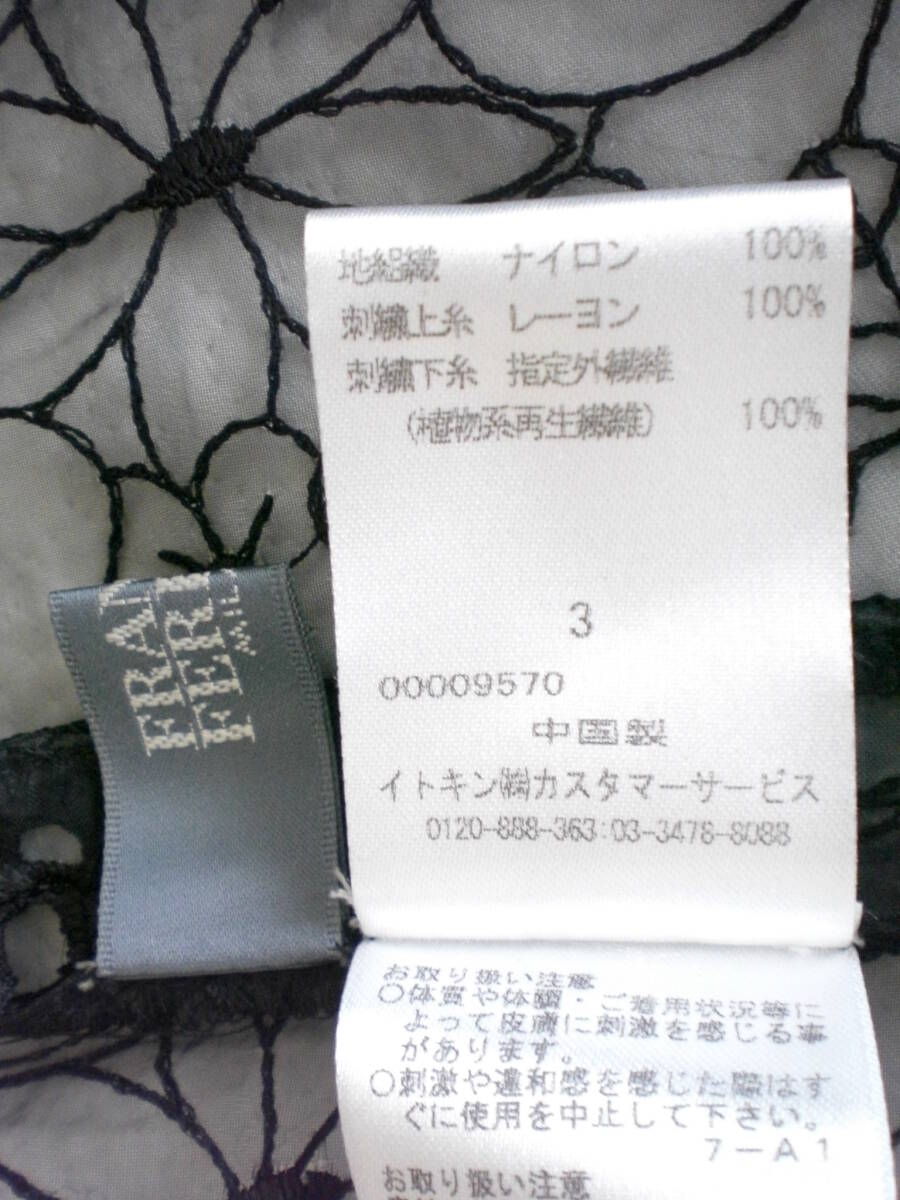 地組織 ナイロン 100%
刺繍上糸 レーヨン 100%
刺繍下糸 指定外繊維
(植物系再生繊維) 100%
3
00009570
中国製
イトキン㈱カスタマーサービス
0120-888-363:03-3478-8088
お取り扱い注意
○体質や体調・ご着用状況等に
よって皮膚に刺激を感じる事
があります。
○刺激や違和感を感じた際はす
ぐに使用を中止して下さい。
7-A1
お取り扱い注意